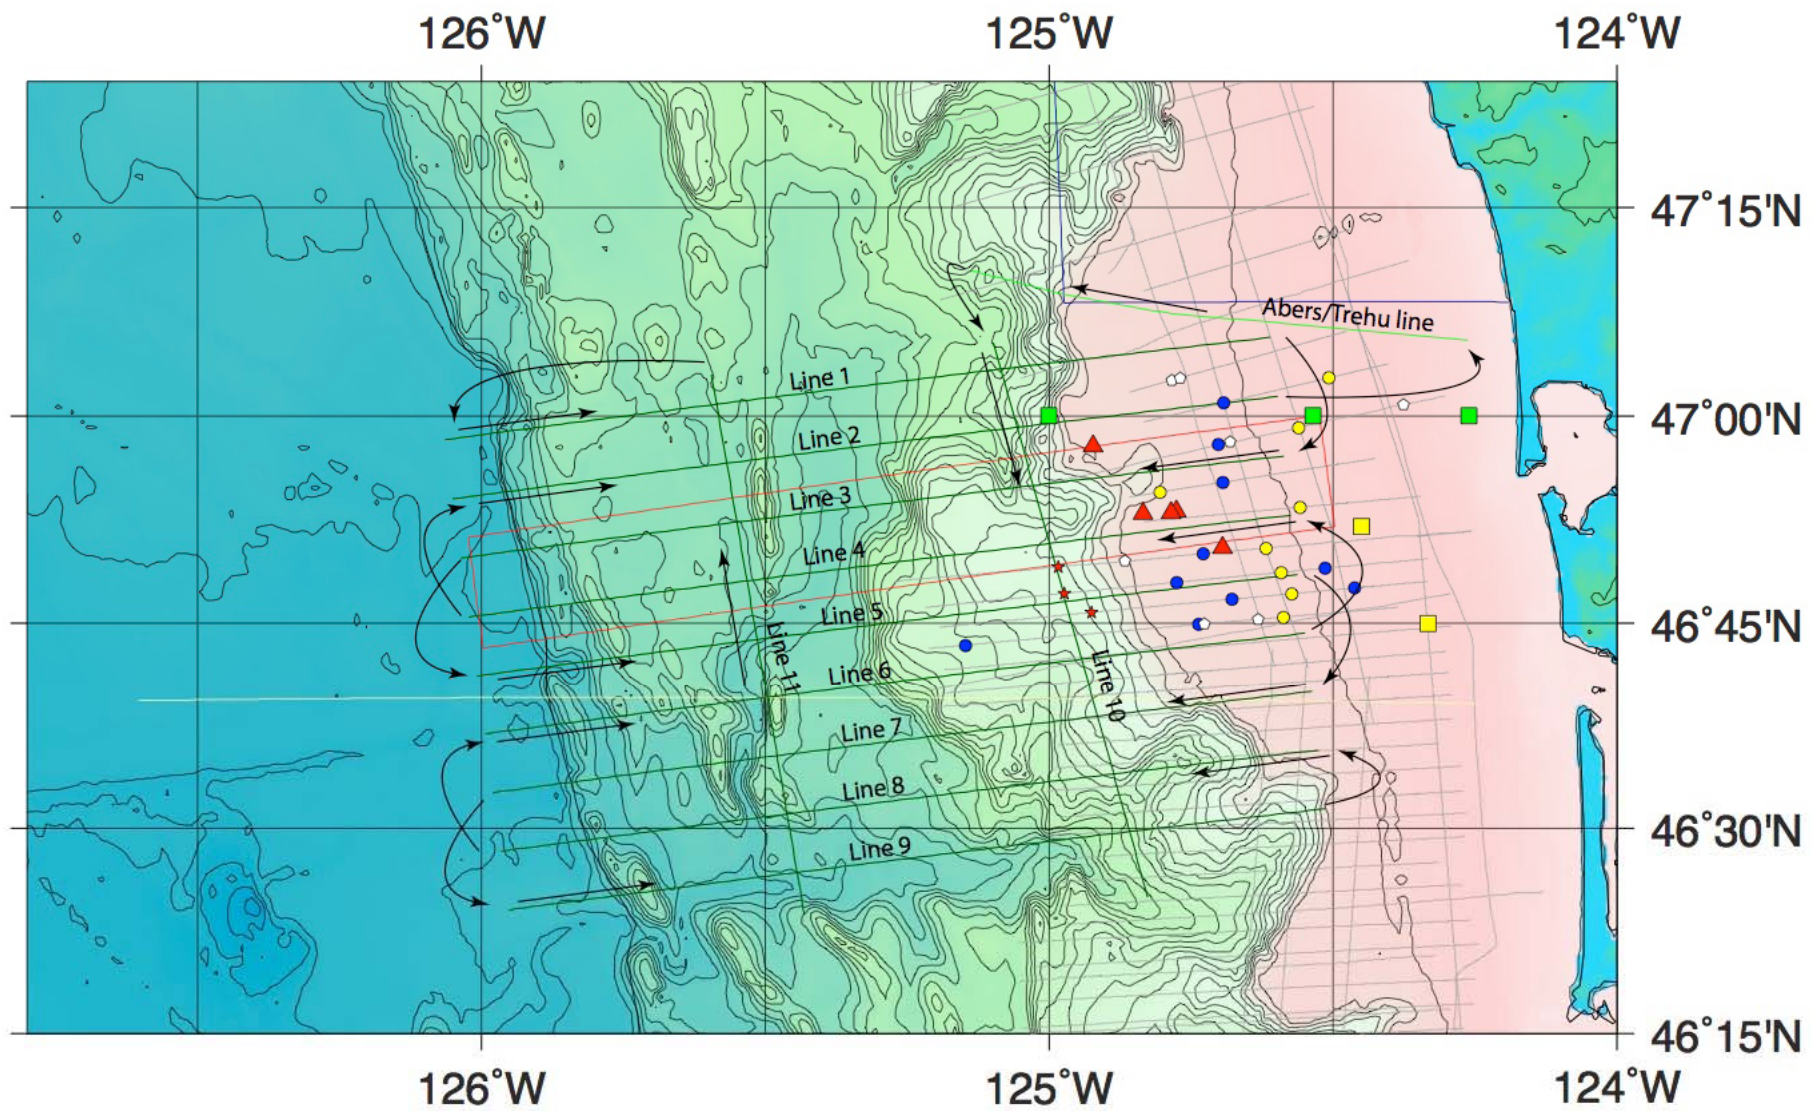 126°W 125°W 124°W
47°15'N
Abers/Trehu line
Line 1
47°00'N
Line 2
Line 3
Line 4
Line 5
46°45'N
Line 11
Line 6
Line 10
Line 7
Line 8
46°30'N
Line 9
46°15'N
126°W 125°W 124°W